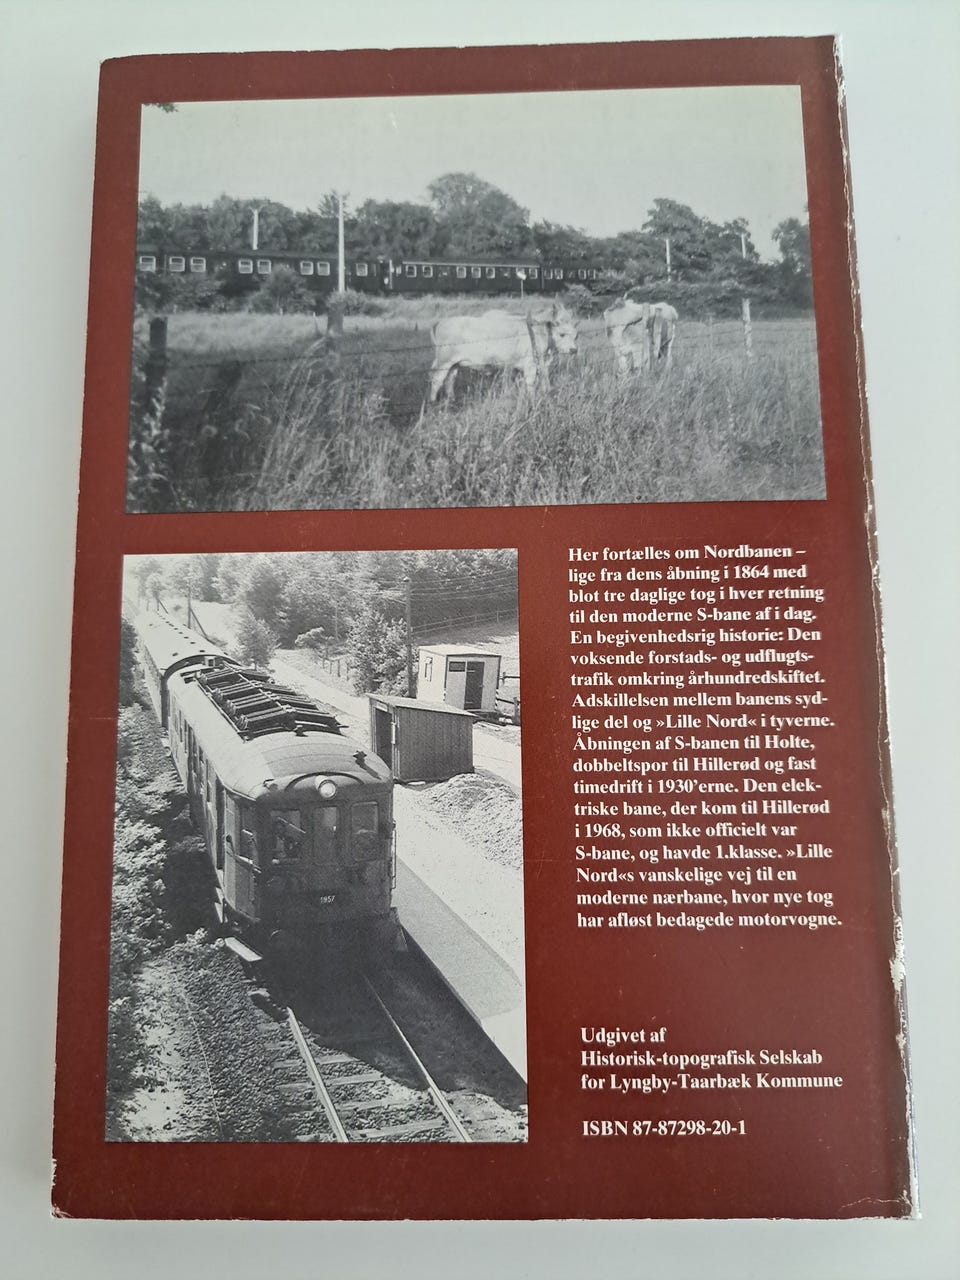 1957
Her fortælles om Nordbanen –
lige fra dens åbning i 1864 med
blot tre daglige tog i hver retning
til den moderne S-bane af i dag.
En begivenhedsrig historie: Den
voksende forstads- og udflugts-
trafik omkring århundredskiftet.
Adskillelsen mellem banens syd-
lige del og »Lille Nord« i tyverne.
Åbningen af S-banen til Holte,
dobbeltspor til Hillerød og fast
timedrift i 1930'erne. Den elek-
triske bane, der kom til Hillerød
i 1968, som ikke officielt var
S-bane, og havde 1.klasse. »Lille
Nord«s vanskelige vej til en
moderne nærbane, hvor nye tog
har afløst bedagede motorvogne.
Udgivet af
Historisk-topografisk Selskab
for Lyngby-Taarbæk Kommune
ISBN 87-87298-20-1